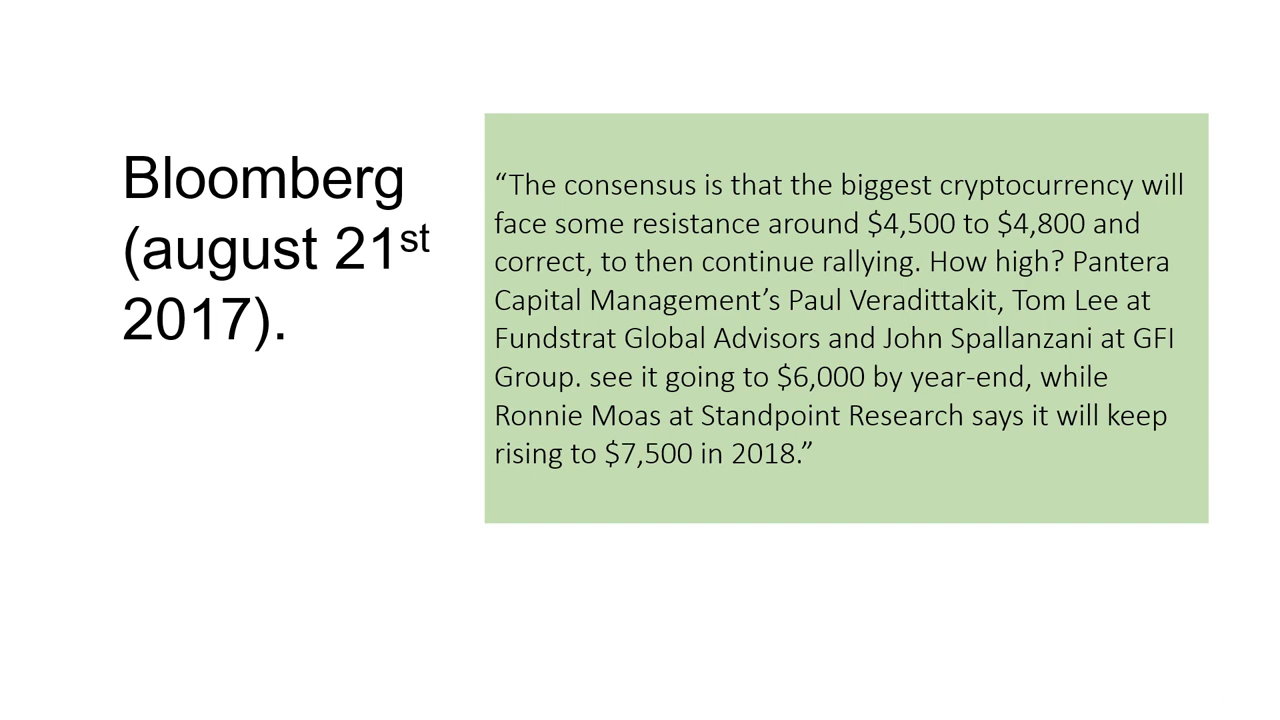 Bloomberg
(august 21st
2017).
“The consensus is that the biggest cryptocurrency will
face some resistance around $4,500 to $4,800 and
correct, to then continue rallying. How high? Pantera
Capital Management’s Paul Veradittakit, Tom Lee at
Fundstrat Global Advisors and John Spallanzani at GFI
Group. see it going to $6,000 by year-end, while
Ronnie Moas at Standpoint Research says it will keep
rising to $7,500 in 2018.”